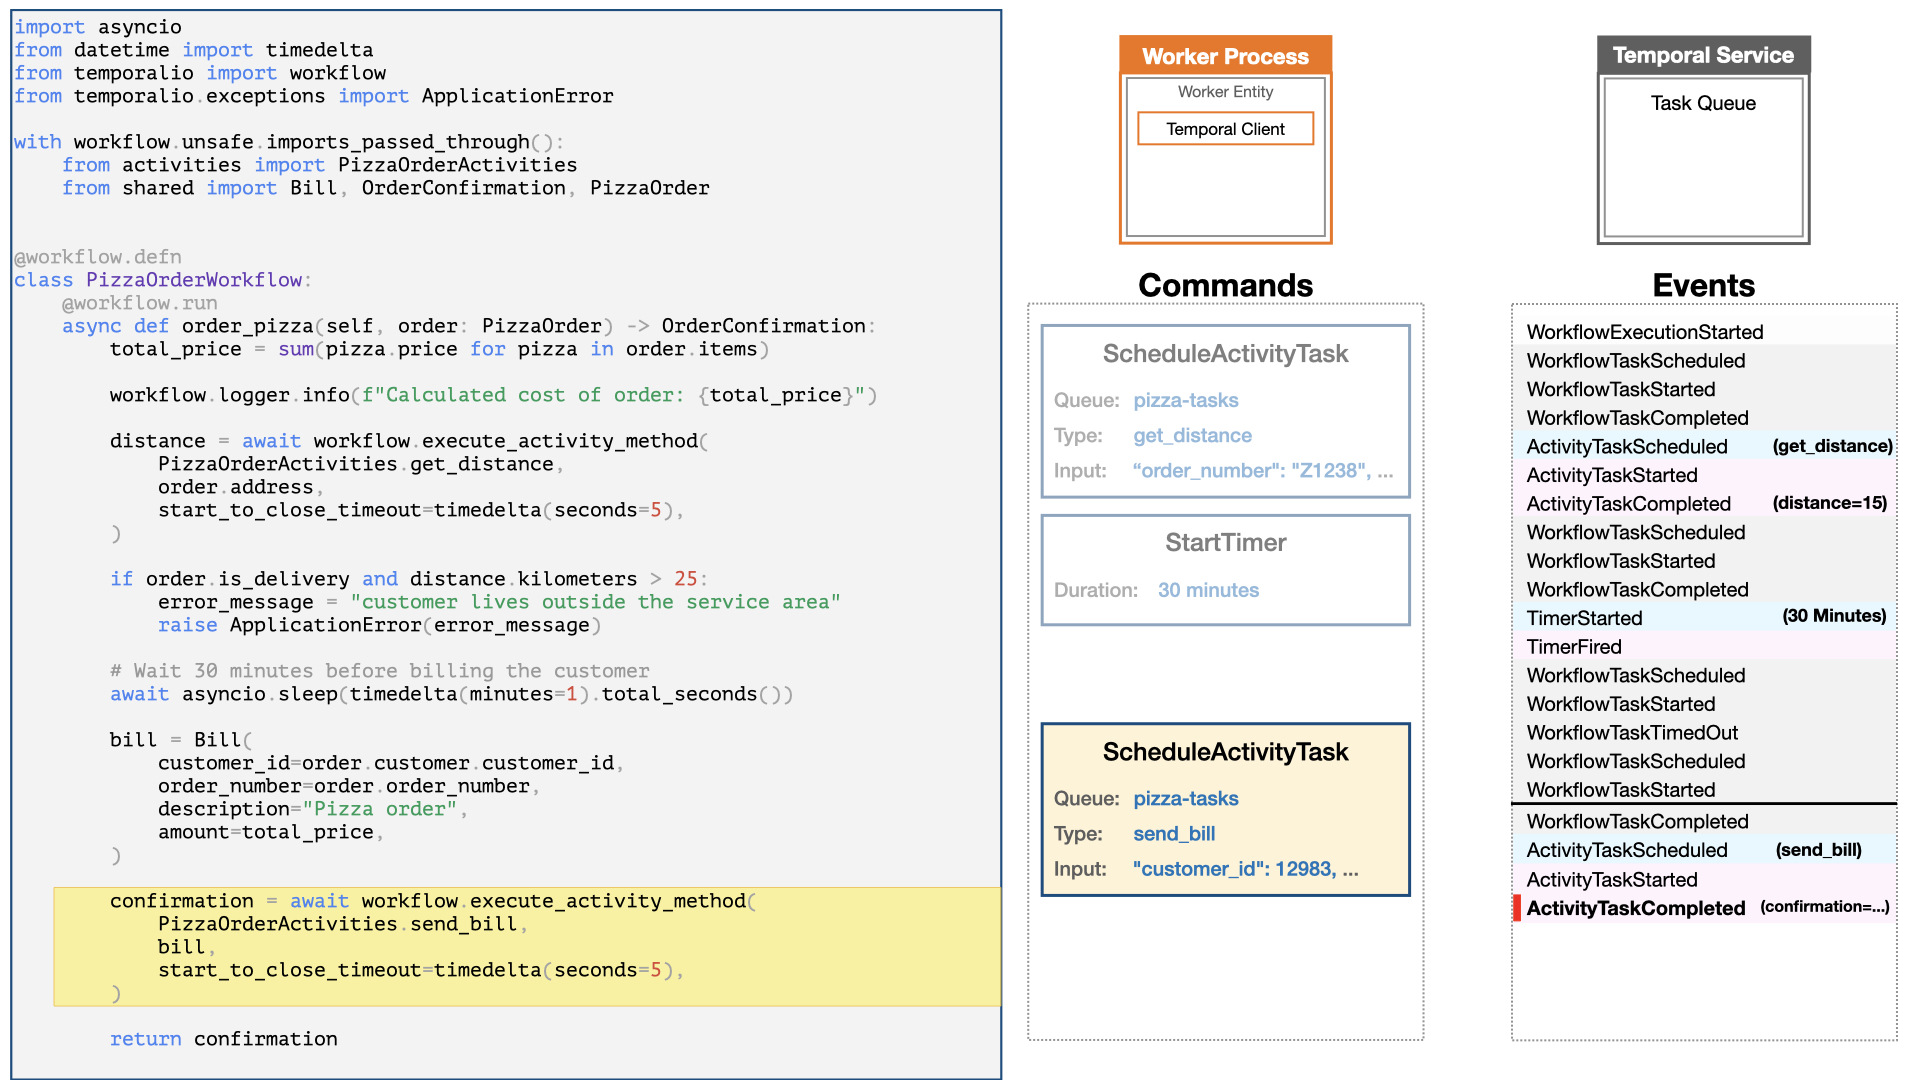 import asyncio
from datetime import timedelta
from temporalio import workflow
from temporalio.exceptions import ApplicationError

with workflow.unsafe.imports_passed_through():
    from activities import PizzaOrderActivities
    from shared import Bill, OrderConfirmation, PizzaOrder

@workflow.defn
class PizzaOrderWorkflow:
    @workflow.run
    async def order_pizza(self, order: PizzaOrder) -> OrderConfirmation:
        total_price = sum(pizza.price for pizza in order.items)

        workflow.logger.info(f"Calculated cost of order: {total_price}")

        distance = await workflow.execute_activity_method(
            PizzaOrderActivities.get_distance,
            order.address,
            start_to_close_timeout=timedelta(seconds=5),
        )

        if order.is_delivery and distance.kilometers > 25:
            error_message = "customer lives outside the service area"
            raise ApplicationError(error_message)

        # Wait 30 minutes before billing the customer
        await asyncio.sleep(timedelta(minutes=1).total_seconds())

        bill = Bill(
            customer_id=order.customer.customer_id,
            order_number=order.order_number,
            description="Pizza order",
            amount=total_price,
        )

        confirmation = await workflow.execute_activity_method(
            PizzaOrderActivities.send_bill,
            bill,
            start_to_close_timeout=timedelta(seconds=5),
        )

        return confirmation
Worker Process
Worker Entity
Temporal Client
Commands
ScheduleActivityTask
Queue: pizza-tasks
Type: get_distance
Input: “order_number": "Z1238", ...
StartTimer
Duration: 30 minutes
ScheduleActivityTask
Queue: pizza-tasks
Type: send_bill
Input: "customer_id": 12983, ...
Temporal Service
Task Queue
Events
WorkflowExecutionStarted
WorkflowTaskScheduled
WorkflowTaskStarted
WorkflowTaskCompleted
ActivityTaskScheduled (get_distance)
ActivityTaskStarted
ActivityTaskCompleted (distance=15)
WorkflowTaskScheduled
WorkflowTaskStarted
WorkflowTaskCompleted
TimerStarted (30 Minutes)
TimerFired
WorkflowTaskScheduled
WorkflowTaskStarted
WorkflowTaskTimedOut
WorkflowTaskScheduled
WorkflowTaskStarted
WorkflowTaskCompleted
ActivityTaskScheduled (send_bill)
ActivityTaskStarted
ActivityTaskCompleted (confirmation=...)